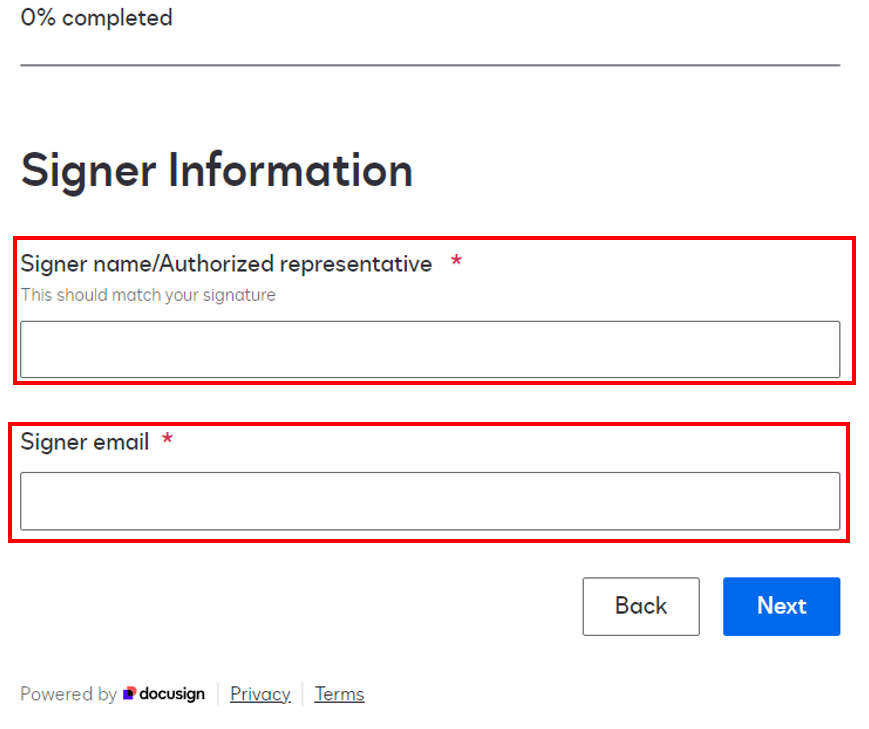 0% completed
Signer Information
Signer name/Authorized representative *
This should match your signature
Signer email *
Back Next
Powered by docusign Privacy Terms